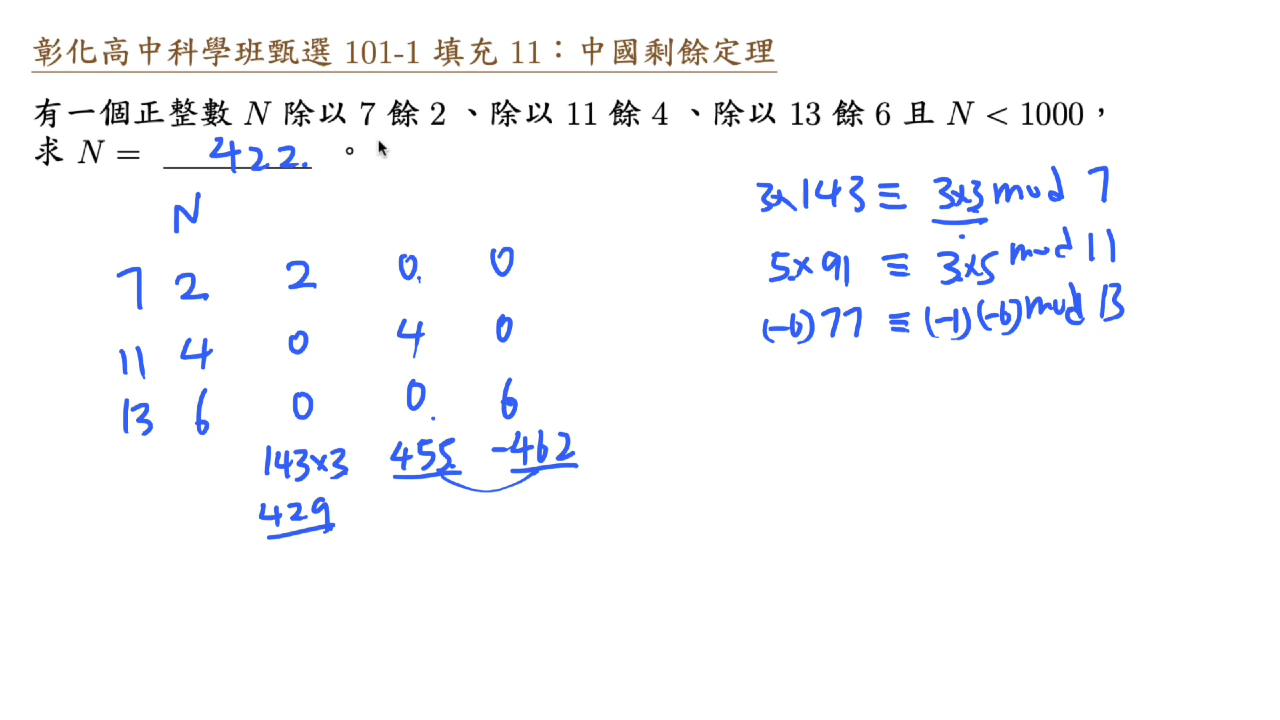 彰化高中科學班甄選 101-1 填充 11：中國剩餘定理
有一個正整數 N 除以 7 餘 2 、除以 11 餘 4 、除以 13 餘 6 且 N < 1000，
求 N = 422. 。
N
7 2 2 0. 0
11 4 0 4 0
13 6 0 0. 6
143×3 455 -462
429
3×143 ≡ 3×3 mod 7
5×91 ≡ 3×5 mod 11
(-6)77 ≡ (-1)(-6) mod 13